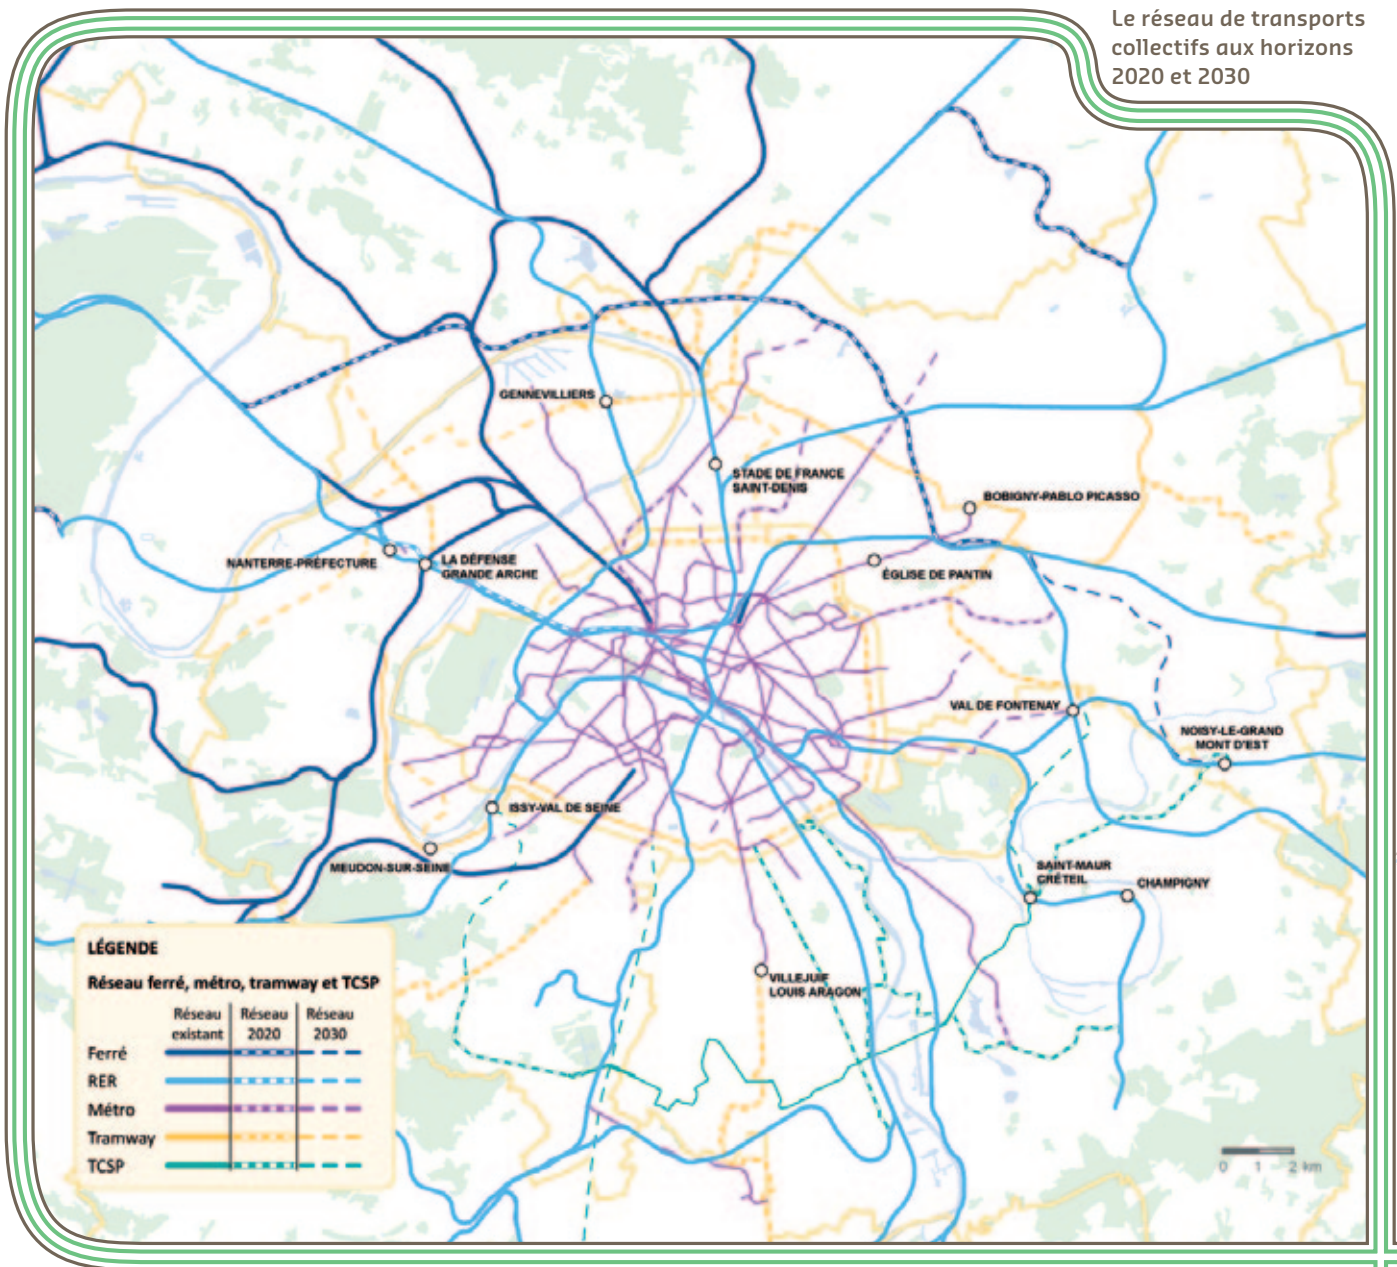 Le réseau de transports
collectifs aux horizons
2020 et 2030
GENNEVILLIERS
STADE DE FRANCE
SAINT-DENIS
BOBIGNY-PABLO PICASSO
NANTERRE-PRÉFECTURE
LA DÉFENSE
GRANDE ARCHE
ÉGLISE DE PANTIN
VAL DE FONTENAY
NOISY-LE-GRAND
MONT D'EST
ISSY-VAL DE SEINE
MEUDON-SUR-SEINE
SAINT-MAUR
CRÉTEIL
CHAMPIGNY
VILLEJUIF
LOUIS ARAGON
LÉGENDE
Réseau ferré, métro, tramway et TCSP
Réseau existant Réseau 2020 Réseau 2030
Ferré
RER
Métro
Tramway
TCSP
0 1 2 km